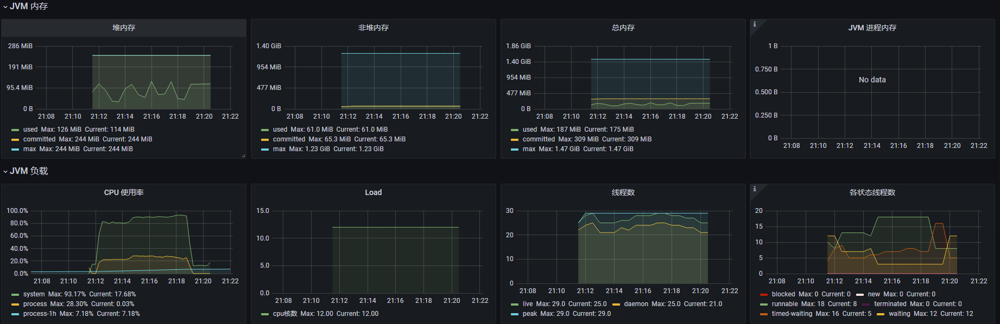 JVM 内存
堆内存
286 MiB
191 MiB
95.4 MiB
0 B
21:08 21:10 21:12 21:14 21:16 21:18 21:20 21:22
used Max: 126 MiB Current: 114 MiB
committed Max: 244 MiB Current: 244 MiB
max Max: 244 MiB Current: 244 MiB
非堆内存
1.40 GiB
954 MiB
477 MiB
0 B
21:08 21:10 21:12 21:14 21:16 21:18 21:20 21:22
used Max: 61.0 MiB Current: 61.0 MiB
committed Max: 65.3 MiB Current: 65.3 MiB
max Max: 1.23 GiB Current: 1.23 GiB
总内存
1.86 GiB
1.40 GiB
954 MiB
477 MiB
0 B
21:08 21:10 21:12 21:14 21:16 21:18 21:20 21:22
used Max: 187 MiB Current: 175 MiB
committed Max: 309 MiB Current: 309 MiB
max Max: 1.47 GiB Current: 1.47 GiB
i
JVM 进程内存
1 B
0.750 B
0.500 B
0.250 B
0 B
No data
21:08 21:10 21:12 21:14 21:16 21:18 21:20 21:22
JVM 负载
CPU 使用率
100.0%
80.0%
60.0%
40.0%
20.0%
0.0%
21:08 21:10 21:12 21:14 21:16 21:18 21:20 21:22
system Max: 93.17% Current: 17.68%
process Max: 28.30% Current: 0.03%
process-1h Max: 7.18% Current: 7.18%
Load
15.0
10.0
5.0
0.0
21:08 21:10 21:12 21:14 21:16 21:18 21:20 21:22
cpu核数 Max: 12.00 Current: 12.00
线程数
30
20
10
0
21:08 21:10 21:12 21:14 21:16 21:18 21:20 21:22
live Max: 29.0 Current: 25.0 daemon Max: 25.0 Current: 21.0
peak Max: 29.0 Current: 29.0
i
各状态线程数
20
15
10
5
0
21:08 21:10 21:12 21:14 21:16 21:18 21:20 21:22
blocked Max: 0 Current: 0 new Max: 0 Current: 0
runnable Max: 18 Current: 8 terminated Max: 0 Current: 0
timed-waiting Max: 16 Current: 5 waiting Max: 12 Current: 12